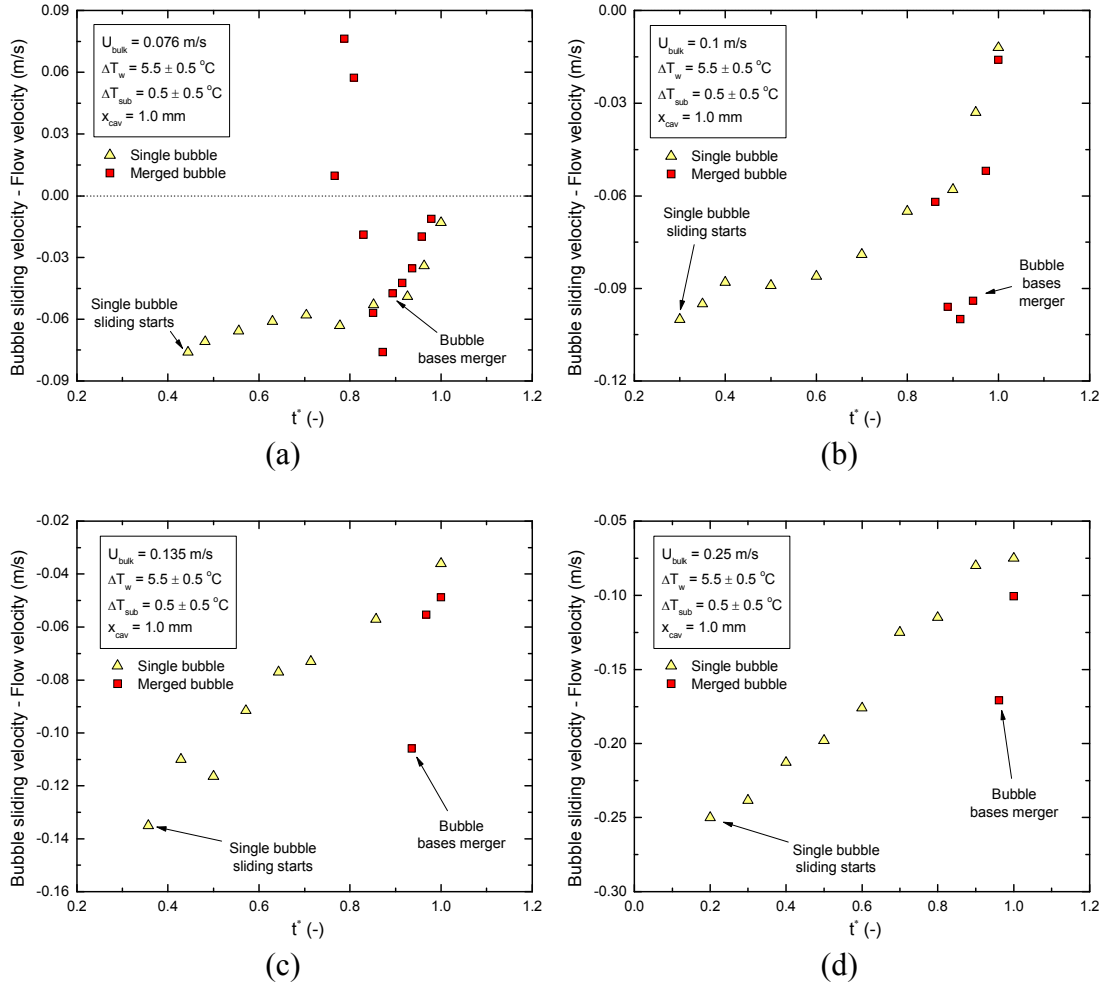 Bubble sliding velocity - Flow velocity (m/s)
0.09
0.06
0.03
0.00
-0.03
-0.06
-0.09
U_bulk = 0.076 m/s
ΔT_w = 5.5 ± 0.5 °C
ΔT_sub = 0.5 ± 0.5 °C
x_cav = 1.0 mm
Single bubble
Merged bubble
Single bubble
sliding starts
Bubble
bases merger
0.2 0.4 0.6 0.8 1.0 1.2
t* (-)
(a)
Bubble sliding velocity - Flow velocity (m/s)
0.00
-0.03
-0.06
-0.09
-0.12
U_bulk = 0.1 m/s
ΔT_w = 5.5 ± 0.5 °C
ΔT_sub = 0.5 ± 0.5 °C
x_cav = 1.0 mm
Single bubble
Merged bubble
Single bubble
sliding starts
Bubble
bases
merger
0.2 0.4 0.6 0.8 1.0 1.2
t* (-)
(b)
Bubble sliding velocity - Flow velocity (m/s)
-0.02
-0.04
-0.06
-0.08
-0.10
-0.12
-0.14
-0.16
U_bulk = 0.135 m/s
ΔT_w = 5.5 ± 0.5 °C
ΔT_sub = 0.5 ± 0.5 °C
x_cav = 1.0 mm
Single bubble
Merged bubble
Bubble
bases merger
Single bubble
sliding starts
0.2 0.4 0.6 0.8 1.0 1.2
t* (-)
(c)
Bubble sliding velocity - Flow velocity (m/s)
-0.05
-0.10
-0.15
-0.20
-0.25
-0.30
U_bulk = 0.25 m/s
ΔT_w = 5.5 ± 0.5 °C
ΔT_sub = 0.5 ± 0.5 °C
x_cav = 1.0 mm
Single bubble
Merged bubble
Bubble
bases merger
Single bubble
sliding starts
0.0 0.2 0.4 0.6 0.8 1.0 1.2
t* (-)
(d)